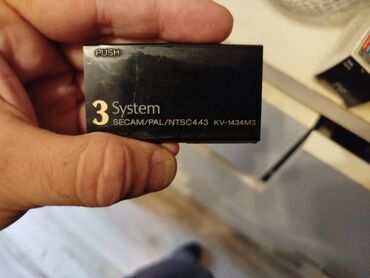 PUSH
3 System
SECAM/PAL/NTSC4.43 KV-1434M3